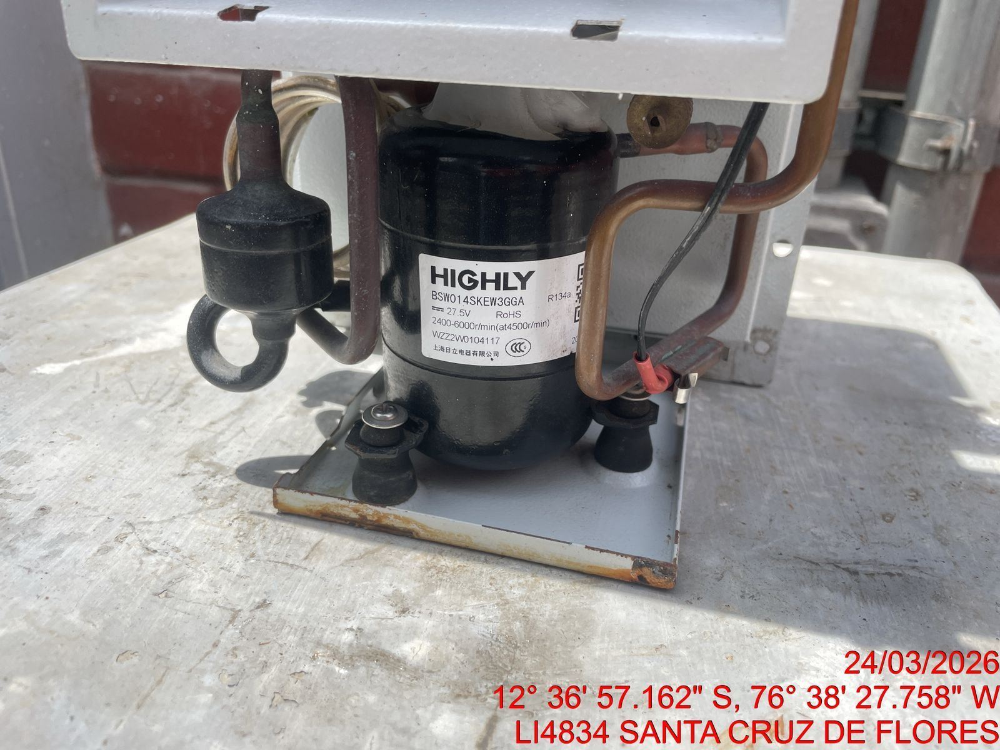 HIGHLY
BSW014SKEW3GGA R134a
27.5V RoHS
2400-6000r/min(at4500r/min)
WZZ2W0104117 20
上海日立电器有限公司 CCC S
24/03/2026
12° 36' 57.162" S, 76° 38' 27.758" W
LI4834 SANTA CRUZ DE FLORES